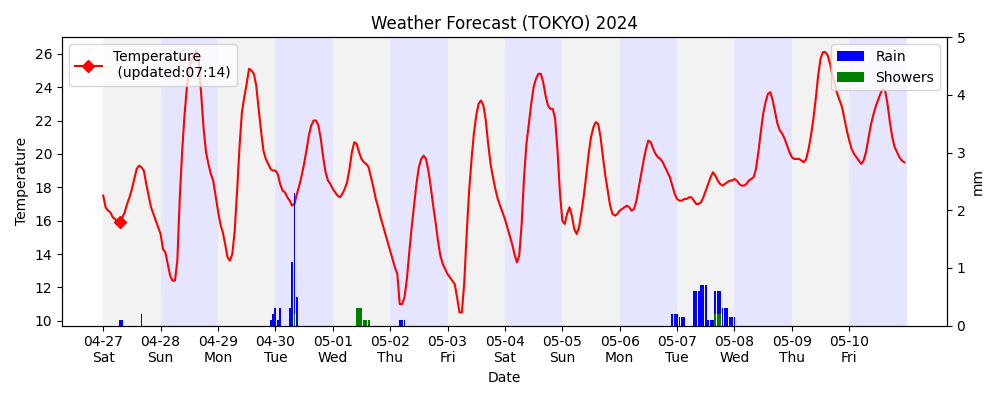 Weather Forecast (TOKYO) 2024
Temperature
(updated:07:14)
Rain
Showers
Temperature
26
24
22
20
18
16
14
12
10
5
4
3
2
1
0
mm
04-27 04-28 04-29 04-30 05-01 05-02 05-03 05-04 05-05 05-06 05-07 05-08 05-09 05-10
Sat Sun Mon Tue Wed Thu Fri Sat Sun Mon Tue Wed Thu Fri
Date